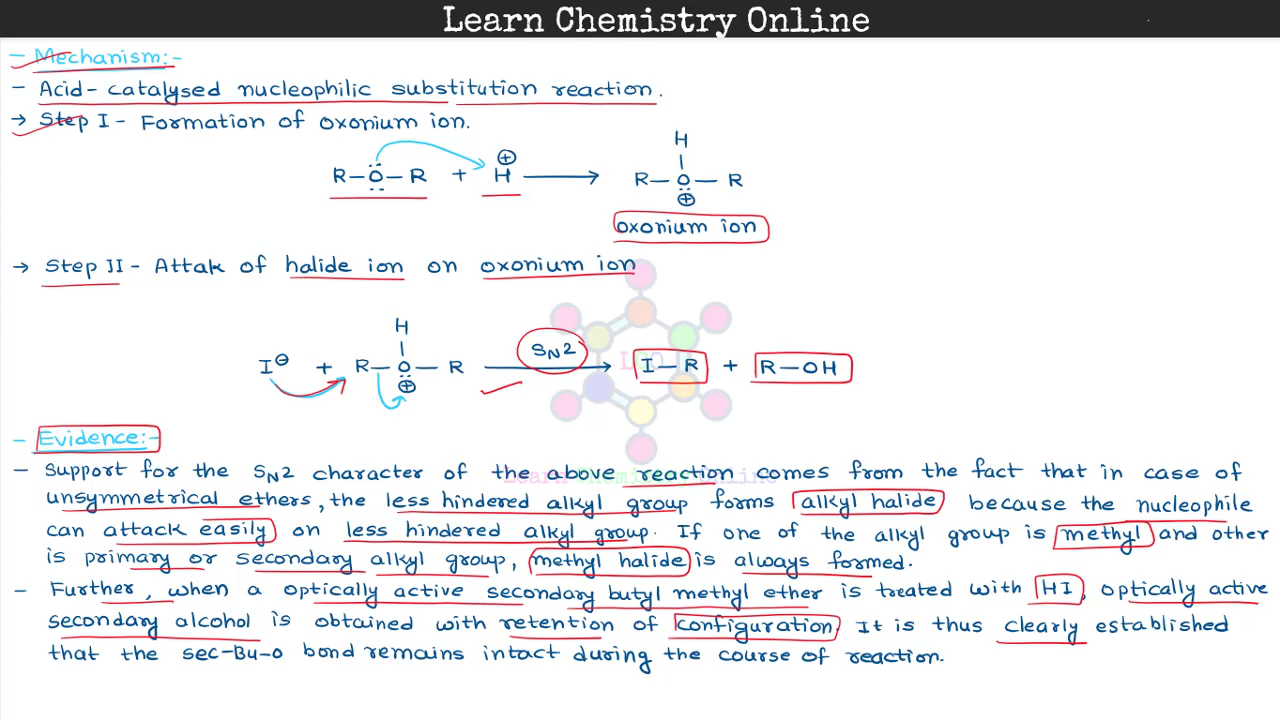 Learn Chemistry Online
- Mechanism:-
- Acid-catalysed nucleophilic substitution reaction.
→ Step I- Formation of oxonium ion.
H
R-O-R + H⊕ → R-O-R
⊕
oxonium ion
→ Step II- Attak of halide ion on oxonium ion
H
I⊖ + R-O-R SN2 → I-R + R-OH
⊕
LCO
- Evidence:-
Learn Chemistry Online
- Support for the SN2 character of the above reaction comes from the fact that in case of
unsymmetrical ethers, the less hindered alkyl group forms alkyl halide because the nucleophile
can attack easily on less hindered alkyl group. If one of the alkyl group is methyl and other
is primary or secondary alkyl group, methyl halide is always formed.
- Further, when a optically active secondary butyl methyl ether is treated with HI, optically active
secondary alcohol is obtained with retention of configuration. It is thus clearly established
that the sec-Bu-O bond remains intact during the course of reaction.